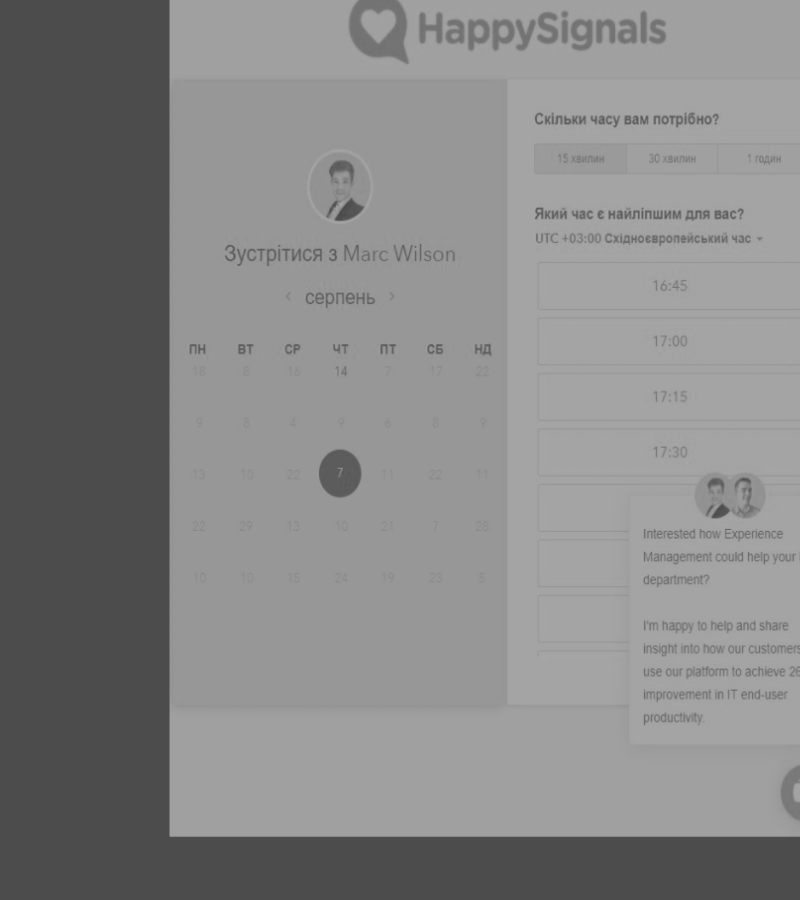 HappySignals
Зустрітися з Marc Wilson
‹ серпень ›
ПН ВТ СР ЧТ ПТ СБ НД
18 8 16 14 7 17 22
9 8 4 9 6 8 9
13 10 22 7 11 22 11
22 29 13 10 21 7 28
10 10 15 24 19 23 5
Скільки часу вам потрібно?
15 хвилин 30 хвилин 1 годин
Який час є найліпшим для вас?
UTC +03:00 Східноєвропейський час
16:45
17:00
17:15
17:30
Interested how Experience
Management could help your
department?
I'm happy to help and share
insight into how our customers
use our platform to achieve 26
improvement in IT end-user
productivity.